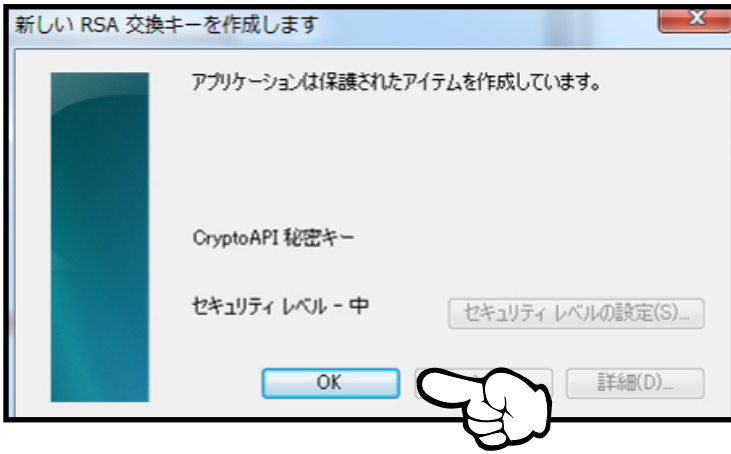 新しい RSA 交換キーを作成します
アプリケーションは保護されたアイテムを作成しています。
CryptoAPI 秘密キー
セキュリティ レベル - 中
セキュリティ レベルの設定(S)...
OK
詳細(D)...